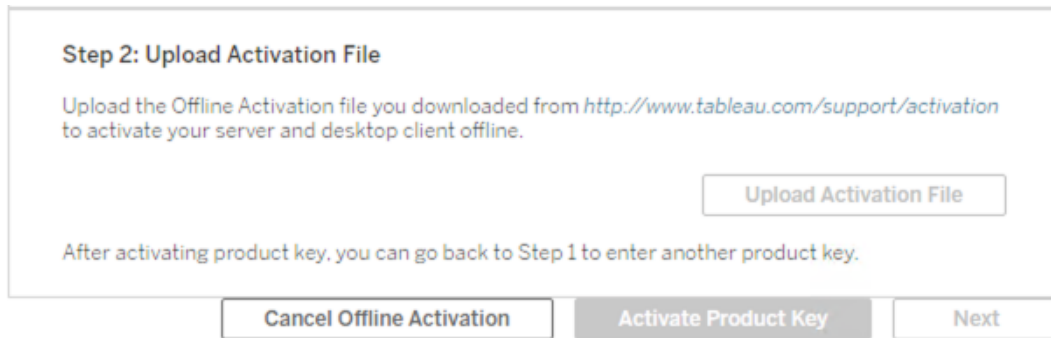 Step 2: Upload Activation File
Upload the Offline Activation file you downloaded from http://www.tableau.com/support/activation
to activate your server and desktop client offline.
Upload Activation File
After activating product key, you can go back to Step 1 to enter another product key.
Cancel Offline Activation
Activate Product Key
Next